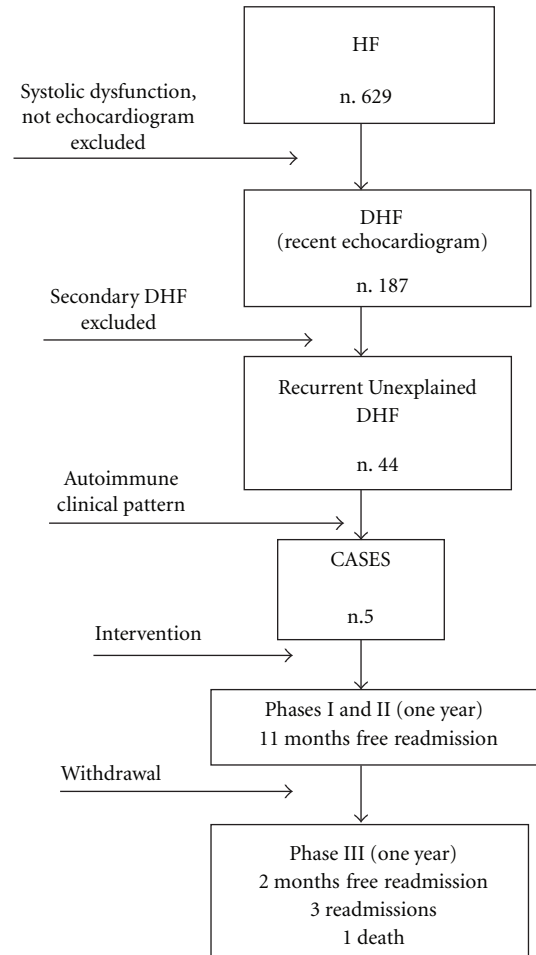 HF
n. 629
Systolic dysfunction,
not echocardiogram
excluded
DHF
(recent echocardiogram)
n. 187
Secondary DHF
excluded
Recurrent Unexplained
DHF
n. 44
Autoimmune
clinical pattern
CASES
n.5
Intervention
Phases I and II (one year)
11 months free readmission
Withdrawal
Phase III (one year)
2 months free readmission
3 readmissions
1 death